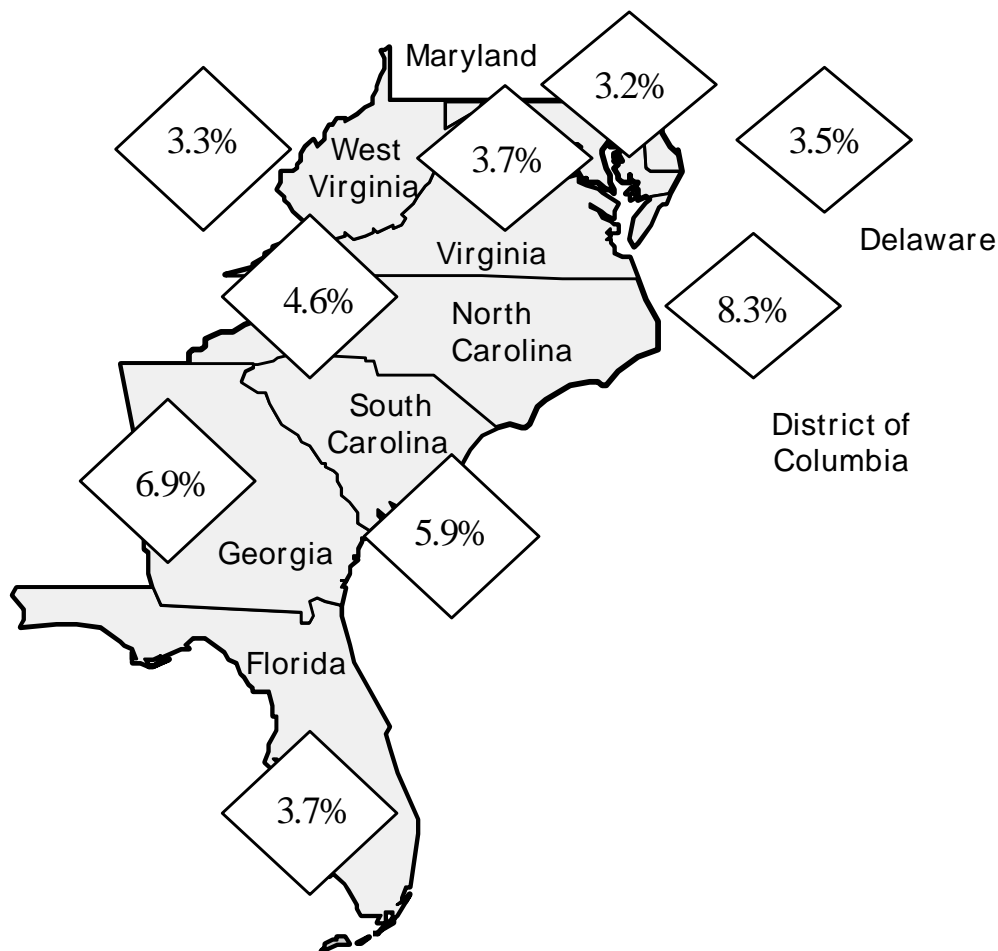 Maryland
3.2%
3.3%
West
Virginia
3.7%
3.5%
Delaware
Virginia
4.6%
North
Carolina
8.3%
South
Carolina
District of
Columbia
6.9%
5.9%
Georgia
Florida
3.7%